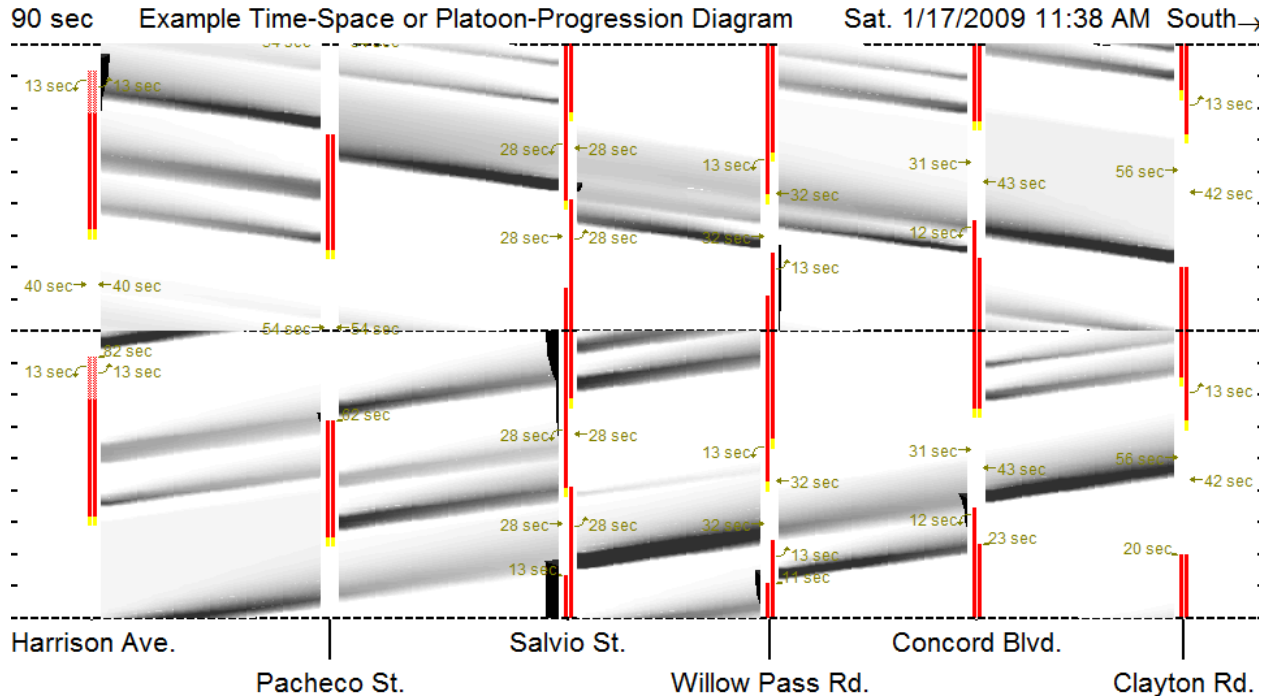 90 sec Example Time-Space or Platoon-Progression Diagram Sat. 1/17/2009 11:38 AM South→
54 sec
13 sec 13 sec 13 sec
28 sec 28 sec 13 sec 31 sec 56 sec
32 sec 43 sec 42 sec
28 sec 28 sec 32 sec 12 sec
13 sec
40 sec 40 sec
54 sec 54 sec
82 sec
13 sec 13 sec 13 sec
82 sec
28 sec 28 sec 13 sec 31 sec 56 sec
32 sec 43 sec 42 sec
28 sec 28 sec 32 sec 12 sec
23 sec
13 sec 13 sec 11 sec 20 sec
Harrison Ave. Salvio St. Concord Blvd.
Pacheco St. Willow Pass Rd. Clayton Rd.